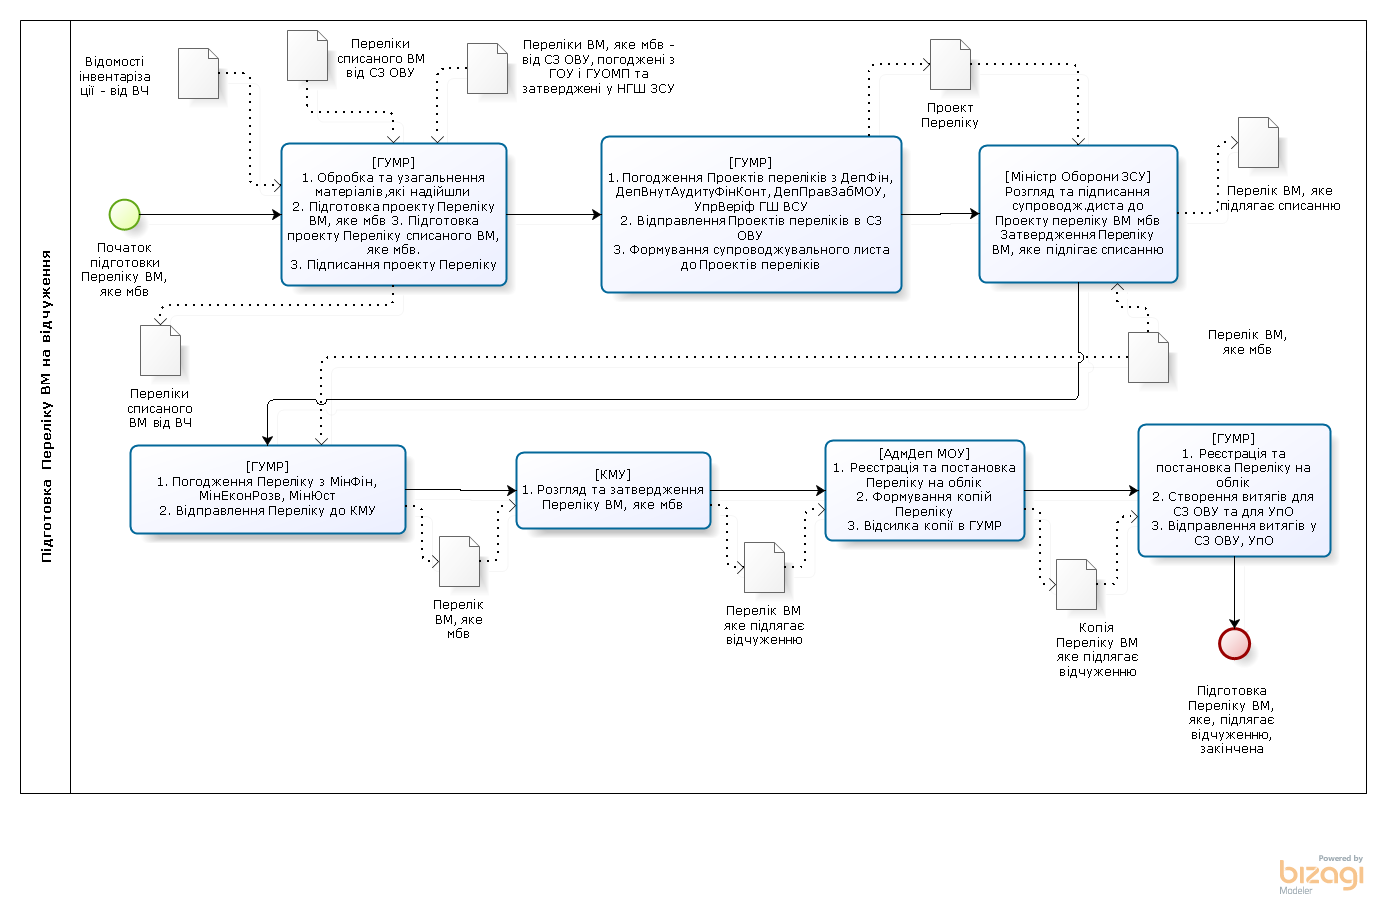 Підготовка Переліку ВМ на відчуження
Відомості
інвентаріза
ції - від ВЧ
Переліки
списаного ВМ
від СЗ ОВУ
Переліки ВМ, яке мбв -
від СЗ ОВУ, погоджені з
ГОУ і ГУОМП та
затверджені у НГШ ЗСУ
Проект
Переліку
Перелік ВМ, яке
підлягає списанню
Початок
підготовки
Переліку ВМ,
яке мбв
[ГУМР]
1. Обробка та узагальнення
матеріалів,які надійшли
2. Підготовка проекту Переліку
ВМ, яке мбв 3. Підготовка
проекту Переліку списаного ВМ,
яке мбв.
3. Підписання проекту Переліку
[ГУМР]
1. Погодження Проектів переліків з ДепФін,
ДепВнутАудитуФінКонт, ДепПравЗабМОУ,
УпрВеріф ГШ ВСУ
2. Відправлення Проектів переліків в СЗ
ОВУ
3. Формування супроводжувального листа
до Проектів переліків
[Міністр Оборони ЗСУ]
Розгляд та підписання
супроводж.диста до
Проекту переліку ВМ мбв
Затвердження Переліку
ВМ, яке підлігає списанню
Переліки
списаного
ВМ від ВЧ
Перелік ВМ,
яке мбв
[ГУМР]
1. Погодження Переліку з МінФін,
МінЕконРозв, МінЮст
2. Відправлення Переліку до КМУ
[КМУ]
1. Розгляд та затвердження
Переліку ВМ, яке мбв
[АдмДеп МОУ]
1. Реєстрація та постановка
Переліку на облік
2. Формування копій
Переліку
3. Відсилка копії в ГУМР
[ГУМР]
1. Реєстрація та
постановка Переліку на
облік
2. Створення витягів для
СЗ ОВУ та для УпО
3. Відправлення витягів у
СЗ ОВУ, УпО
Перелік
ВМ, яке
мбв
Перелік ВМ
яке підлягає
відчуженню
Копія
Переліку ВМ
яке підлягає
відчуженню
Підготовка
Переліку ВМ,
яке, підлягає
відчуженню,
закінчена
Powered by
bizagi
Modeler